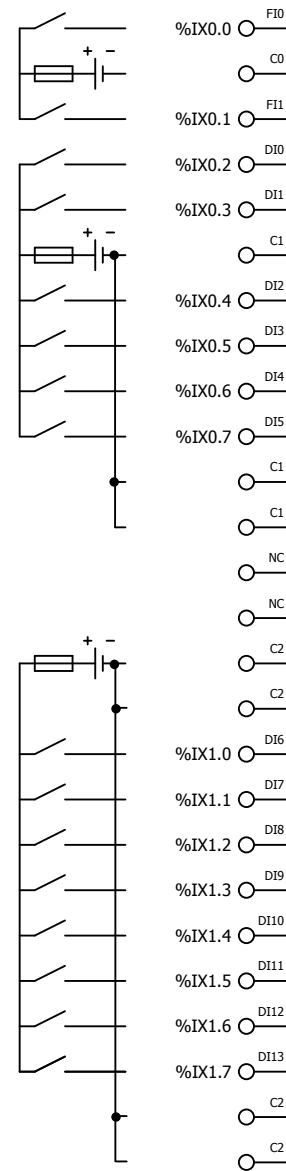 %IX0.0 FI0
+ − C0
%IX0.1 FI1
%IX0.2 DI0
%IX0.3 DI1
+ − C1
%IX0.4 DI2
%IX0.5 DI3
%IX0.6 DI4
%IX0.7 DI5
C1
C1
NC
NC
+ − C2
C2
%IX1.0 DI6
%IX1.1 DI7
%IX1.2 DI8
%IX1.3 DI9
%IX1.4 DI10
%IX1.5 DI11
%IX1.6 DI12
%IX1.7 DI13
C2
C2